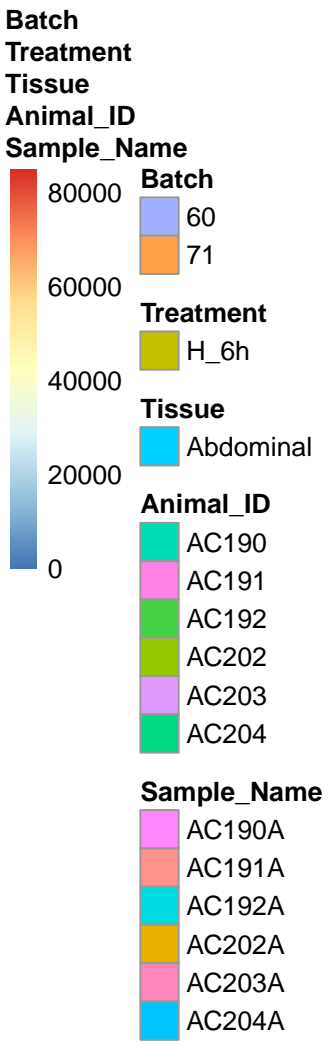 Batch
Treatment
Tissue
Animal_ID
Sample_Name
80000
60000
40000
20000
0
Batch
60
71
Treatment
H_6h
Tissue
Abdominal
Animal_ID
AC190
AC191
AC192
AC202
AC203
AC204
Sample_Name
AC190A
AC191A
AC192A
AC202A
AC203A
AC204A